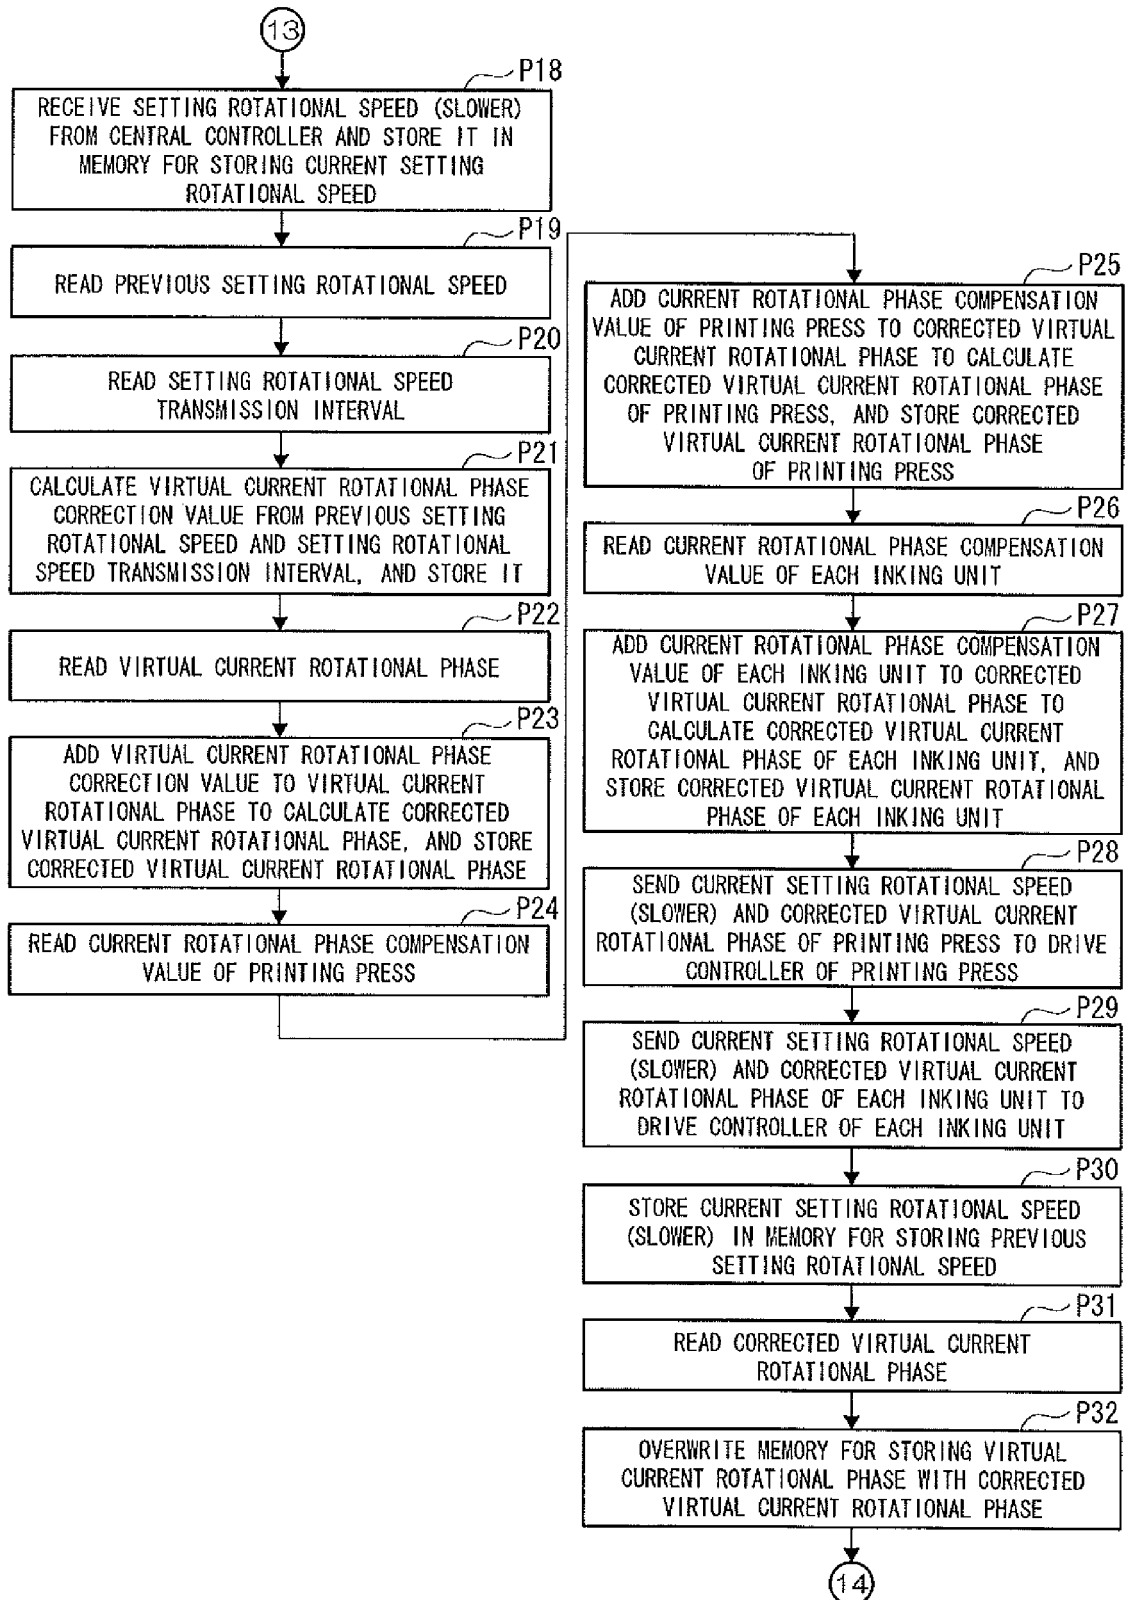 13
P18
RECEIVE SETTING ROTATIONAL SPEED (SLOWER)
FROM CENTRAL CONTROLLER AND STORE IT IN
MEMORY FOR STORING CURRENT SETTING
ROTATIONAL SPEED
P19
READ PREVIOUS SETTING ROTATIONAL SPEED
P20
READ SETTING ROTATIONAL SPEED
TRANSMISSION INTERVAL
P21
CALCULATE VIRTUAL CURRENT ROTATIONAL PHASE
CORRECTION VALUE FROM PREVIOUS SETTING
ROTATIONAL SPEED AND SETTING ROTATIONAL
SPEED TRANSMISSION INTERVAL, AND STORE IT
P22
READ VIRTUAL CURRENT ROTATIONAL PHASE
P23
ADD VIRTUAL CURRENT ROTATIONAL PHASE
CORRECTION VALUE TO VIRTUAL CURRENT
ROTATIONAL PHASE TO CALCULATE CORRECTED
VIRTUAL CURRENT ROTATIONAL PHASE, AND STORE
CORRECTED VIRTUAL CURRENT ROTATIONAL PHASE
P24
READ CURRENT ROTATIONAL PHASE COMPENSATION
VALUE OF PRINTING PRESS
P25
ADD CURRENT ROTATIONAL PHASE COMPENSATION
VALUE OF PRINTING PRESS TO CORRECTED VIRTUAL
CURRENT ROTATIONAL PHASE TO CALCULATE
CORRECTED VIRTUAL CURRENT ROTATIONAL PHASE
OF PRINTING PRESS, AND STORE CORRECTED
VIRTUAL CURRENT ROTATIONAL PHASE
OF PRINTING PRESS
P26
READ CURRENT ROTATIONAL PHASE COMPENSATION
VALUE OF EACH INKING UNIT
P27
ADD CURRENT ROTATIONAL PHASE COMPENSATION
VALUE OF EACH INKING UNIT TO CORRECTED
VIRTUAL CURRENT ROTATIONAL PHASE TO
CALCULATE CORRECTED VIRTUAL CURRENT
ROTATIONAL PHASE OF EACH INKING UNIT, AND
STORE CORRECTED VIRTUAL CURRENT ROTATIONAL
PHASE OF EACH INKING UNIT
P28
SEND CURRENT SETTING ROTATIONAL SPEED
(SLOWER) AND CORRECTED VIRTUAL CURRENT
ROTATIONAL PHASE OF PRINTING PRESS TO DRIVE
CONTROLLER OF PRINTING PRESS
P29
SEND CURRENT SETTING ROTATIONAL SPEED
(SLOWER) AND CORRECTED VIRTUAL CURRENT
ROTATIONAL PHASE OF EACH INKING UNIT TO
DRIVE CONTROLLER OF EACH INKING UNIT
P30
STORE CURRENT SETTING ROTATIONAL SPEED
(SLOWER) IN MEMORY FOR STORING PREVIOUS
SETTING ROTATIONAL SPEED
P31
READ CORRECTED VIRTUAL CURRENT
ROTATIONAL PHASE
P32
OVERWRITE MEMORY FOR STORING VIRTUAL
CURRENT ROTATIONAL PHASE WITH CORRECTED
VIRTUAL CURRENT ROTATIONAL PHASE
14